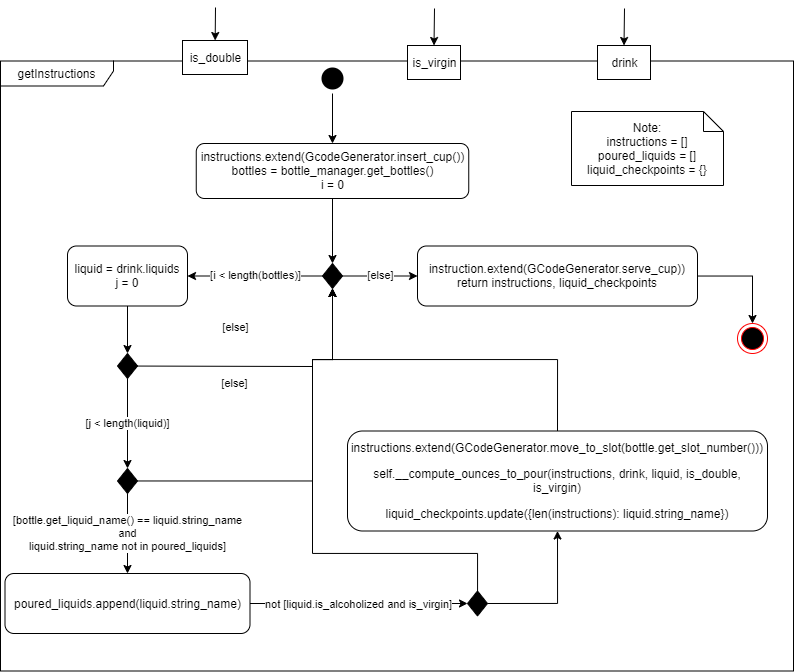 is_double
is_virgin
drink
getInstructions
Note:
instructions = []
poured_liquids = []
liquid_checkpoints = {}
instructions.extend(GcodeGenerator.insert_cup())
bottles = bottle_manager.get_bottles()
i = 0
liquid = drink.liquids
j = 0
[i < length(bottles)]
[else]
instruction.extend(GCodeGenerator.serve_cup))
return instructions, liquid_checkpoints
[else]
[else]
[j < length(liquid)]
instructions.extend(GCodeGenerator.move_to_slot(bottle.get_slot_number()))
self.__compute_ounces_to_pour(instructions, drink, liquid, is_double,
is_virgin)
liquid_checkpoints.update({len(instructions): liquid.string_name})
[bottle.get_liquid_name() == liquid.string_name
and
liquid.string_name not in poured_liquids]
poured_liquids.append(liquid.string_name)
not [liquid.is_alcoholized and is_virgin]